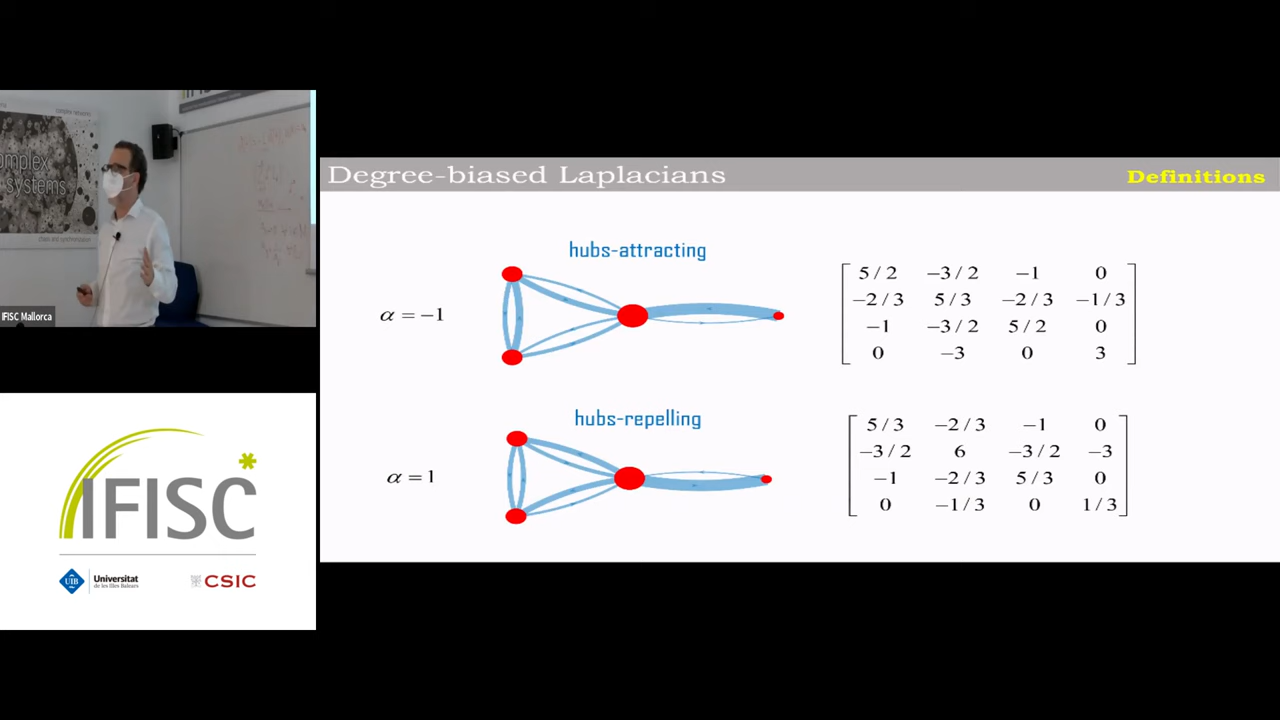 complex
systems
IFISC Mallorca
IFISC
Universitat
de les Illes Balears
UIB
CSIC
Degree-biased Laplacians
Definitions
hubs-attracting
α = −1
5 / 2 −3 / 2 −1 0
−2 / 3 5 / 3 −2 / 3 −1 / 3
−1 −3 / 2 5 / 2 0
0 −3 0 3
hubs-repelling
α = 1
5 / 3 −2 / 3 −1 0
−3 / 2 6 −3 / 2 −3
−1 −2 / 3 5 / 3 0
0 −1 / 3 0 1 / 3